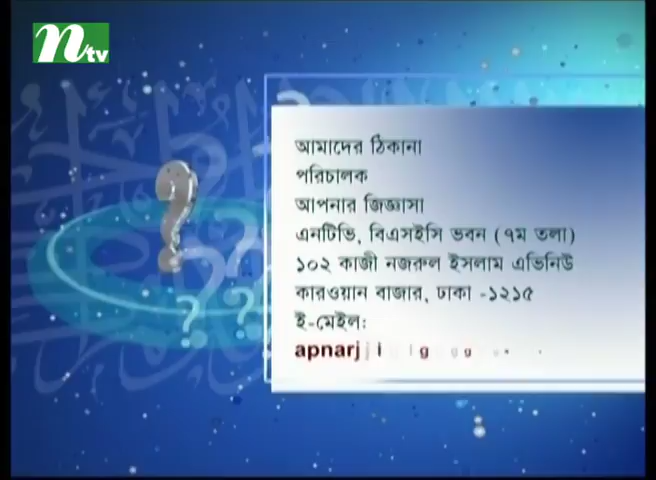 ntv
আমাদের ঠিকানা
পরিচালক
আপনার জিজ্ঞাসা
এনটিভি, বিএসইসি ভবন (৭ম তলা)
১০২ কাজী নজরুল ইসলাম এভিনিউ
কারওয়ান বাজার, ঢাকা -১২১৫
ই-মেইল: